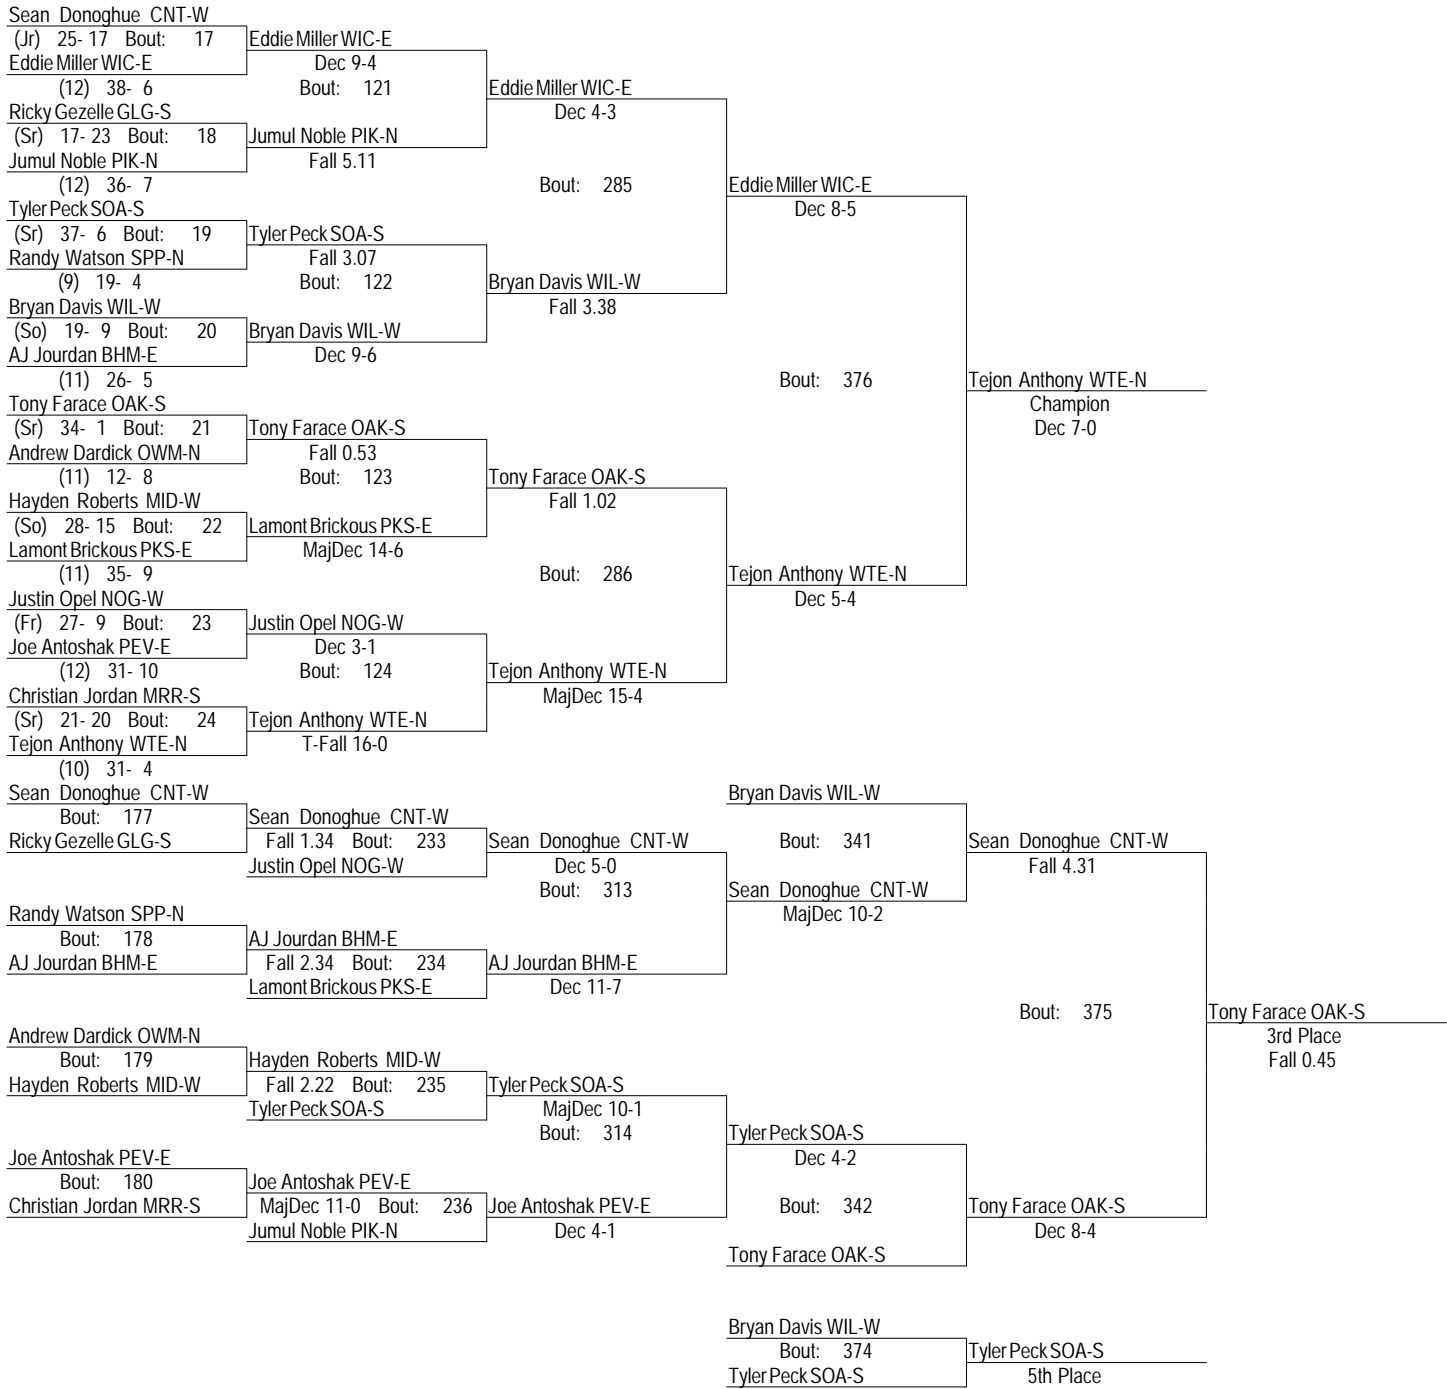 Sean Donoghue CNT-W
(Jr) 25- 17 Bout: 17
Eddie Miller WIC-E
Eddie Miller WIC-E
Dec 9-4
(12) 38- 6
Bout: 121
Eddie Miller WIC-E
Dec 4-3
Ricky Gezelle GLG-S
(Sr) 17- 23 Bout: 18
Jumul Noble PIK-N
Jumul Noble PIK-N
Fall 5.11
(12) 36- 7
Bout: 285
Eddie Miller WIC-E
Dec 8-5
Tyler Peck SOA-S
(Sr) 37- 6 Bout: 19
Tyler Peck SOA-S
Randy Watson SPP-N
Fall 3.07
(9) 19- 4
Bout: 122
Bryan Davis WIL-W
Fall 3.38
Bryan Davis WIL-W
(So) 19- 9 Bout: 20
Bryan Davis WIL-W
AJ Jourdan BHM-E
Dec 9-6
(11) 26- 5
Bout: 376
Tejon Anthony WTE-N
Champion
Dec 7-0
Tony Farace OAK-S
(Sr) 34- 1 Bout: 21
Tony Farace OAK-S
Andrew Dardick OWM-N
Fall 0.53
(11) 12- 8
Bout: 123
Tony Farace OAK-S
Fall 1.02
Hayden Roberts MID-W
(So) 28- 15 Bout: 22
Lamont Brickous PKS-E
Lamont Brickous PKS-E
MajDec 14-6
(11) 35- 9
Bout: 286
Tejon Anthony WTE-N
Dec 5-4
Justin Opel NOG-W
(Fr) 27- 9 Bout: 23
Justin Opel NOG-W
Joe Antoshak PEV-E
Dec 3-1
(12) 31- 10
Bout: 124
Tejon Anthony WTE-N
MajDec 15-4
Christian Jordan MRR-S
(Sr) 21- 20 Bout: 24
Tejon Anthony WTE-N
Tejon Anthony WTE-N
T-Fall 16-0
(10) 31- 4
Sean Donoghue CNT-W
Bout: 177
Ricky Gezelle GLG-S
Sean Donoghue CNT-W
Fall 1.34 Bout: 233
Justin Opel NOG-W
Sean Donoghue CNT-W
Dec 5-0
Bout: 313
Bryan Davis WIL-W
Bout: 341
Sean Donoghue CNT-W
MajDec 10-2
Sean Donoghue CNT-W
Fall 4.31
Randy Watson SPP-N
Bout: 178
AJ Jourdan BHM-E
AJ Jourdan BHM-E
Fall 2.34 Bout: 234
Lamont Brickous PKS-E
AJ Jourdan BHM-E
Dec 11-7
Bout: 375
Tony Farace OAK-S
3rd Place
Fall 0.45
Andrew Dardick OWM-N
Bout: 179
Hayden Roberts MID-W
Hayden Roberts MID-W
Fall 2.22 Bout: 235
Tyler Peck SOA-S
Tyler Peck SOA-S
MajDec 10-1
Bout: 314
Tyler Peck SOA-S
Dec 4-2
Joe Antoshak PEV-E
Bout: 180
Christian Jordan MRR-S
Joe Antoshak PEV-E
MajDec 11-0 Bout: 236
Jumul Noble PIK-N
Joe Antoshak PEV-E
Dec 4-1
Bout: 342
Tony Farace OAK-S
Tony Farace OAK-S
Dec 8-4
Bryan Davis WIL-W
Bout: 374
Tyler Peck SOA-S
Tyler Peck SOA-S
5th Place